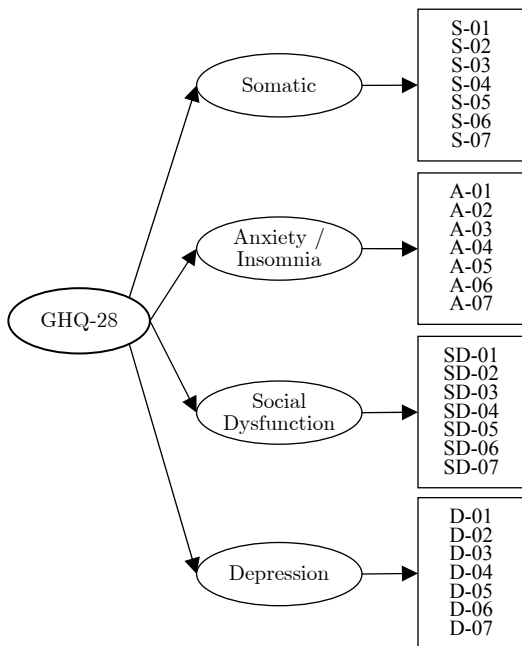 GHQ-28
Somatic
S-01
S-02
S-03
S-04
S-05
S-06
S-07
Anxiety /
Insomnia
A-01
A-02
A-03
A-04
A-05
A-06
A-07
Social
Dysfunction
SD-01
SD-02
SD-03
SD-04
SD-05
SD-06
SD-07
Depression
D-01
D-02
D-03
D-04
D-05
D-06
D-07